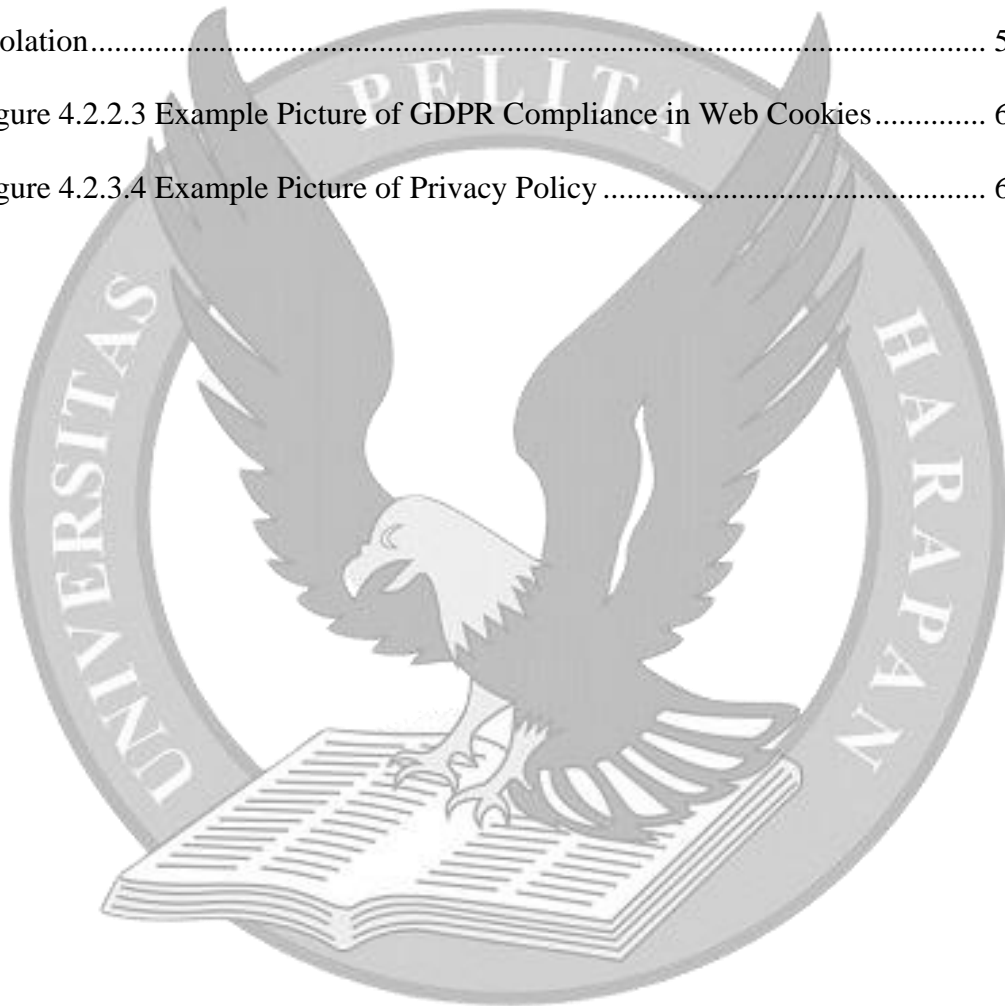 olation........................................................................................................................ 5
gure 4.2.2.3 Example Picture of GDPR Compliance in Web Cookies.............. 6
gure 4.2.3.4 Example Picture of Privacy Policy .................................................. 6
UNIVERSITAS PELITA HARAPAN